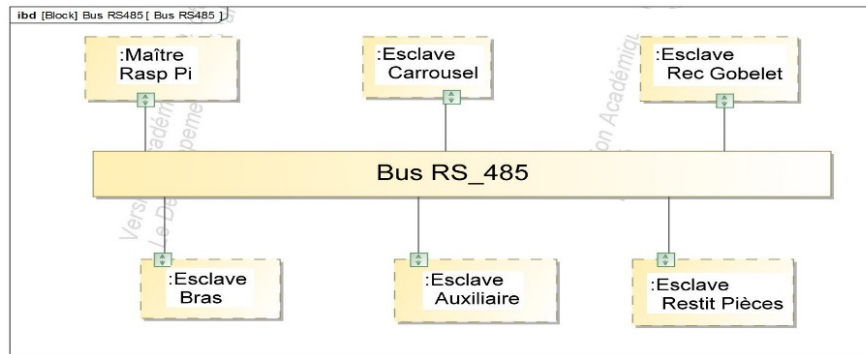 ibd [Block] Bus RS485 [ Bus RS485 ]
:Maître
Rasp Pi
:Esclave
Carrousel
:Esclave
Rec Gobelet
Bus RS_485
:Esclave
Bras
:Esclave
Auxiliaire
:Esclave
Restit Pièces